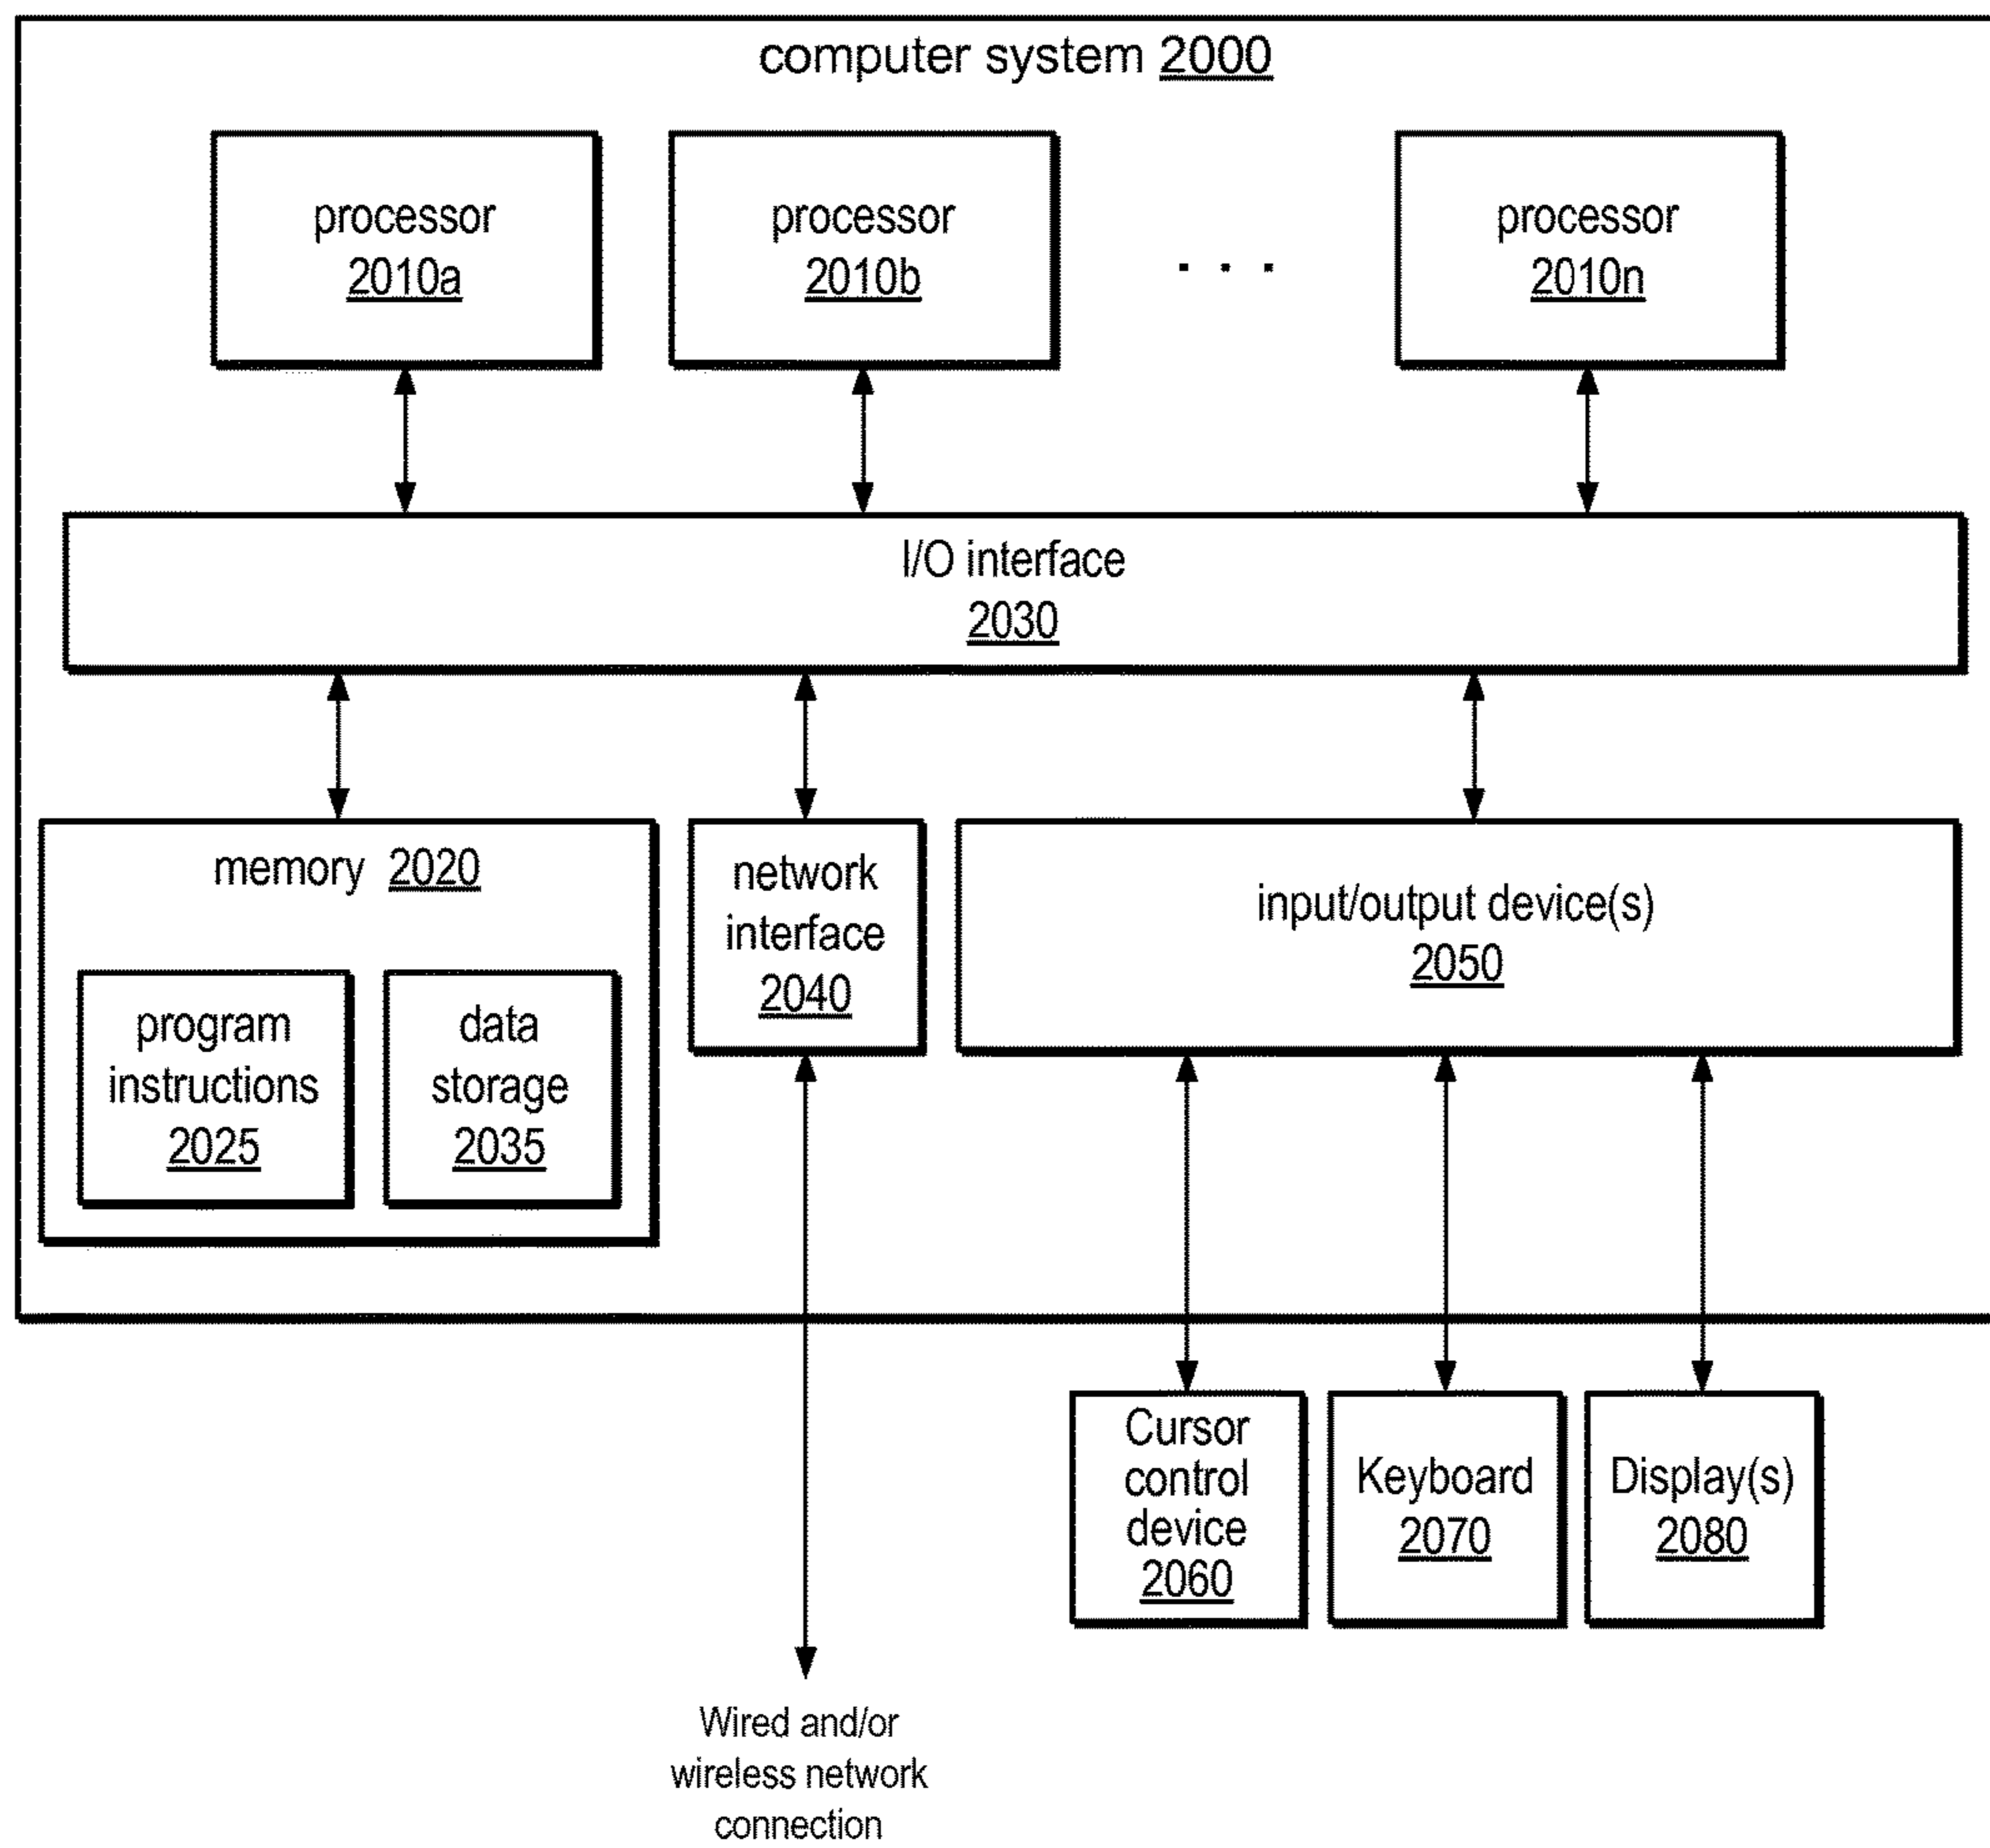 computer system 2000
processor
2010a
processor
2010b
. . .
processor
2010n
I/O interface
2030
memory 2020
program
instructions
2025
data
storage
2035
network
interface
2040
input/output device(s)
2050
Cursor
control
device
2060
Keyboard
2070
Display(s)
2080
Wired and/or
wireless network
connection